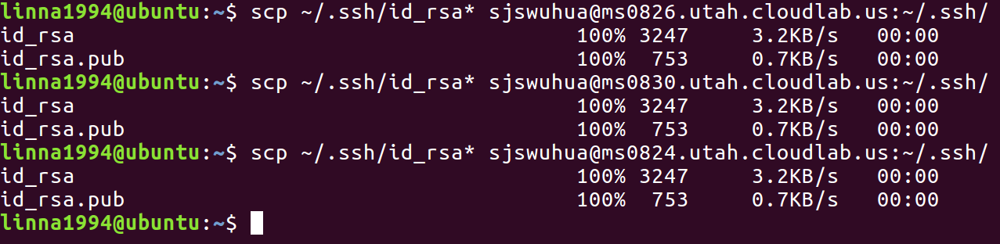 linna1994@ubuntu:~$ scp ~/.ssh/id_rsa* sjswuhua@ms0826.utah.cloudlab.us:~/.ssh/
id_rsa 100% 3247 3.2KB/s 00:00
id_rsa.pub 100% 753 0.7KB/s 00:00
linna1994@ubuntu:~$ scp ~/.ssh/id_rsa* sjswuhua@ms0830.utah.cloudlab.us:~/.ssh/
id_rsa 100% 3247 3.2KB/s 00:00
id_rsa.pub 100% 753 0.7KB/s 00:00
linna1994@ubuntu:~$ scp ~/.ssh/id_rsa* sjswuhua@ms0824.utah.cloudlab.us:~/.ssh/
id_rsa 100% 3247 3.2KB/s 00:00
id_rsa.pub 100% 753 0.7KB/s 00:00
linna1994@ubuntu:~$